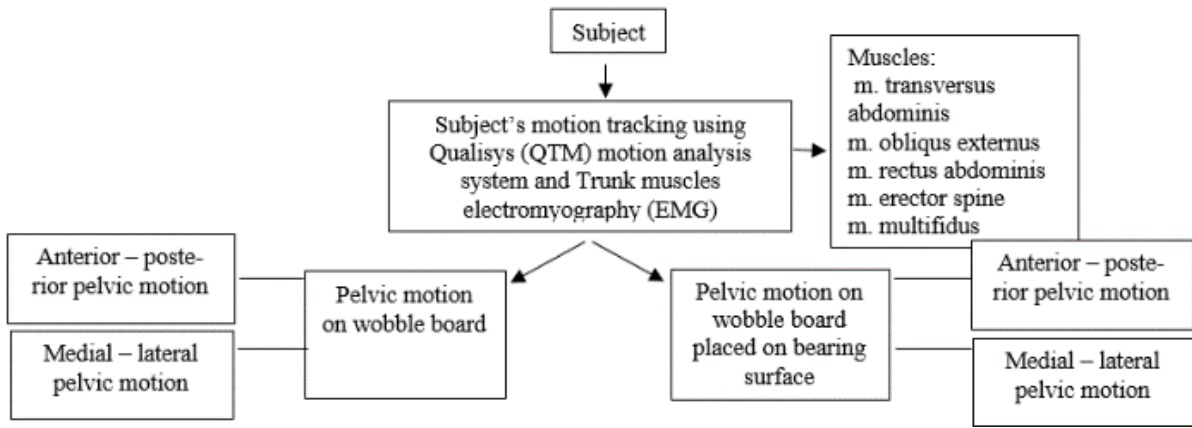 Subject
Muscles:
m. transversus
abdominis
m. obliqus externus
m. rectus abdominis
m. erector spine
m. multifidus
Subject's motion tracking using
Qualisys (QTM) motion analysis
system and Trunk muscles
electromyography (EMG)
Anterior – poste-
rior pelvic motion
Medial – lateral
pelvic motion
Pelvic motion
on wobble board
Pelvic motion on
wobble board
placed on bearing
surface
Anterior – poste-
rior pelvic motion
Medial – lateral
pelvic motion